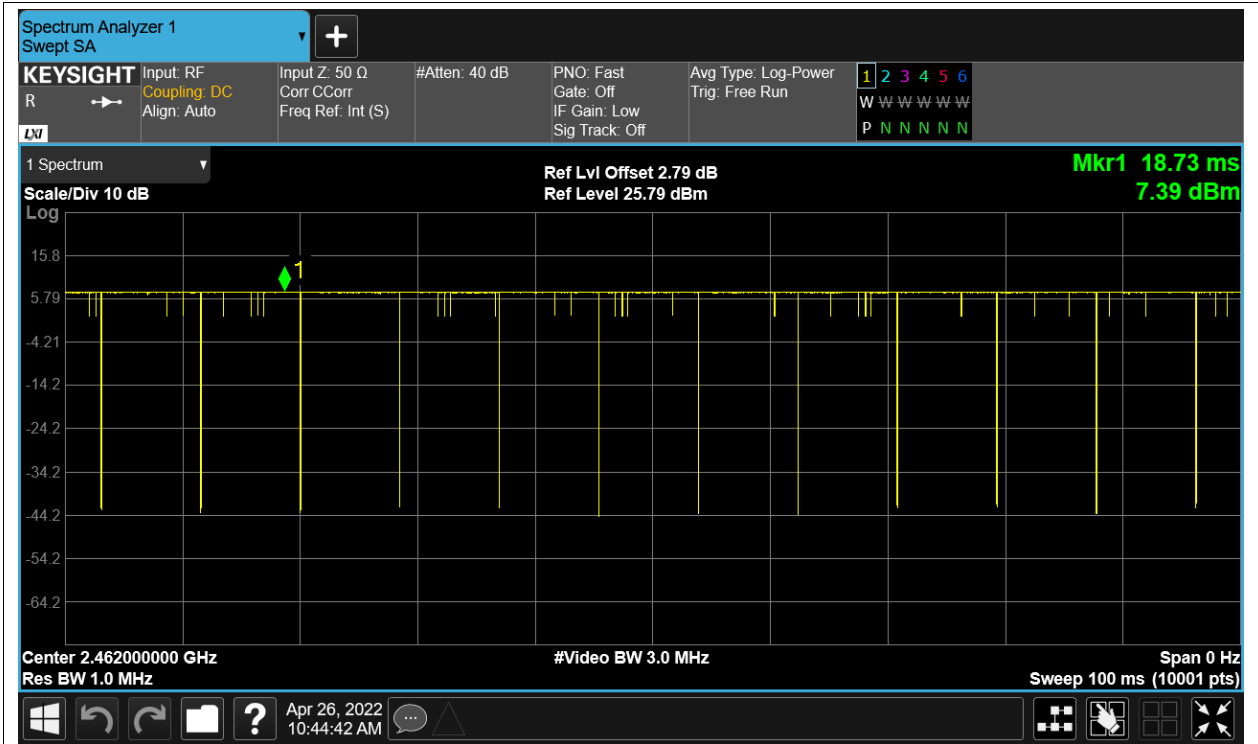 Spectrum Analyzer 1
Swept SA
KEYSIGHT
R
LXI
Input: RF
Coupling: DC
Align: Auto
Input Z: 50 Ω
Corr CCorr
Freq Ref: Int (S)
#Atten: 40 dB
PNO: Fast
Gate: Off
IF Gain: Low
Sig Track: Off
Avg Type: Log-Power
Trig: Free Run
1 2 3 4 5 6
W W W W W W
P N N N N N
1 Spectrum
Scale/Div 10 dB
Ref Lvl Offset 2.79 dB
Ref Level 25.79 dBm
Mkr1 18.73 ms
7.39 dBm
Log
15.8
5.79
-4.21
-14.2
-24.2
-34.2
-44.2
-54.2
-64.2
1
Center 2.462000000 GHz
Res BW 1.0 MHz
#Video BW 3.0 MHz
Span 0 Hz
Sweep 100 ms (10001 pts)
?
Apr 26, 2022
10:44:42 AM